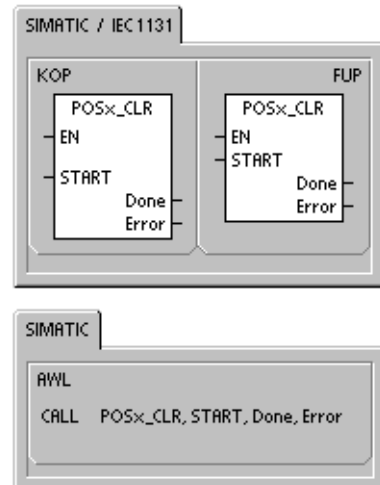 SIMATIC / IEC1131
KOP
FUP
POSx_CLR
EN
START
Done
Error
POSx_CLR
EN
START
Done
Error
SIMATIC
AWL
CALL POSx_CLR, START, Done, Error